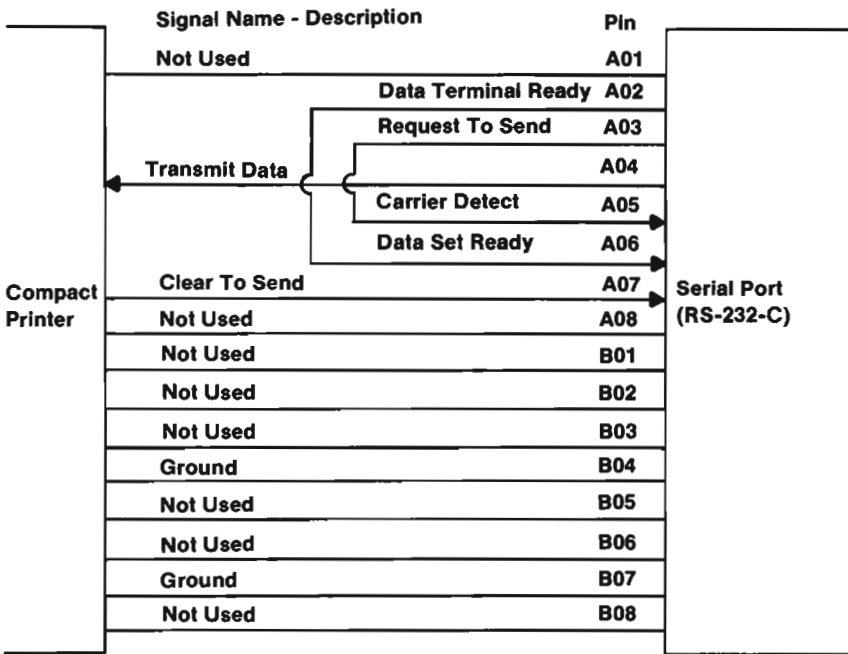 Signal Name - Description Pin
Not Used A01
Data Terminal Ready A02
Request To Send A03
Transmit Data A04
Carrier Detect A05
Data Set Ready A06
Compact Printer
Clear To Send A07
Serial Port (RS-232-C)
Not Used A08
Not Used B01
Not Used B02
Not Used B03
Ground B04
Not Used B05
Not Used B06
Ground B07
Not Used B08